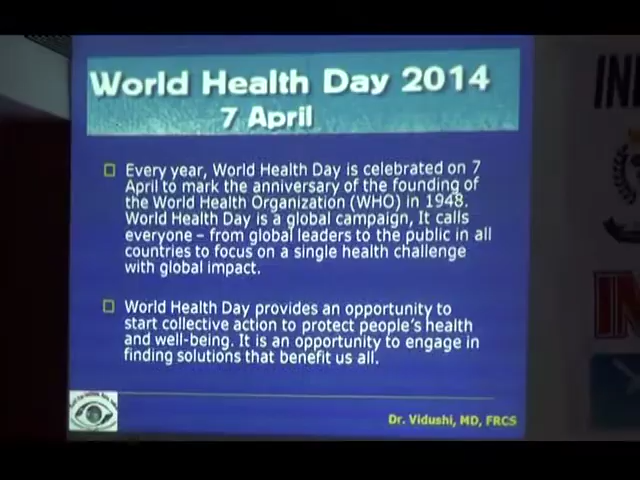 World Health Day 2014
7 April
Every year, World Health Day is celebrated on 7
April to mark the anniversary of the founding of
the World Health Organization (WHO) in 1948.
World Health Day is a global campaign, It calls
everyone – from global leaders to the public in all
countries to focus on a single health challenge
with global impact.
World Health Day provides an opportunity to
start collective action to protect people's health
and well-being. It is an opportunity to engage in
finding solutions that benefit us all.
Dr. Vidushi, MD, FRCS